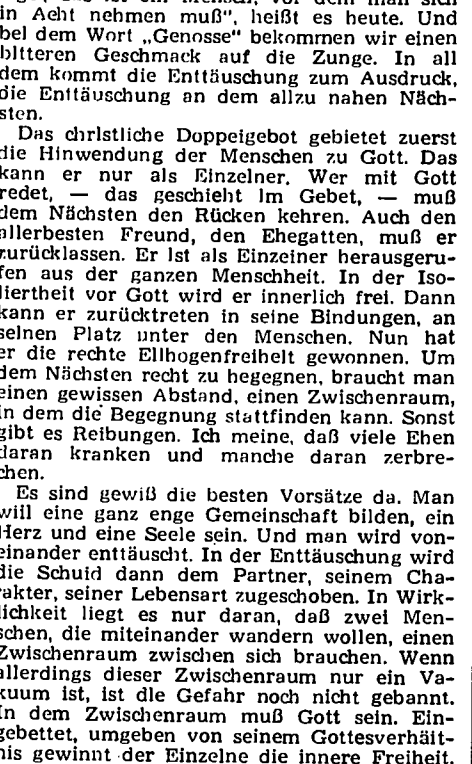 in Acht nehmen muß", heißt es heute. Und
bei dem Wort „Genosse" bekommen wir einen
bitteren Geschmack auf die Zunge. In all
dem kommt die Enttäuschung zum Ausdruck,
die Enttäuschung an dem allzu nahen Näch-
sten.
Das christliche Doppelgebot gebietet zuerst
die Hinwendung der Menschen zu Gott. Das
kann er nur als Einzelner. Wer mit Gott
redet, — das geschieht im Gebet, — muß
dem Nächsten den Rücken kehren. Auch den
allerbesten Freund, den Ehegatten, muß er
zurücklassen. Er ist als Einzelner herausgeru-
fen aus der ganzen Menschheit. In der Iso-
liertheit vor Gott wird er innerlich frei. Dann
kann er zurücktreten in seine Bindungen, an
seinen Platz unter den Menschen. Nun hat
er die rechte Ellbogenfreiheit gewonnen. Um
dem Nächsten recht zu begegnen, braucht man
einen gewissen Abstand, einen Zwischenraum,
in dem die Begegnung stattfinden kann. Sonst
gibt es Reibungen. Ich meine, daß viele Ehen
daran kranken und manche daran zerbre-
chen.
Es sind gewiß die besten Vorsätze da. Man
will eine ganz enge Gemeinschaft bilden, ein
Herz und eine Seele sein. Und man wird von-
einander enttäuscht. In der Enttäuschung wird
die Schuld dann dem Partner, seinem Cha-
rakter, seiner Lebensart zugeschoben. In Wirk-
lichkeit liegt es nur daran, daß zwei Men-
schen, die miteinander wandern wollen, einen
Zwischenraum zwischen sich brauchen. Wenn
allerdings dieser Zwischenraum nur ein Va-
kuum ist, ist die Gefahr noch nicht gebannt.
In dem Zwischenraum muß Gott sein. Ein-
gebettet, umgeben von seinem Gottesverhält-
nis gewinnt der Einzelne die innere Freiheit.